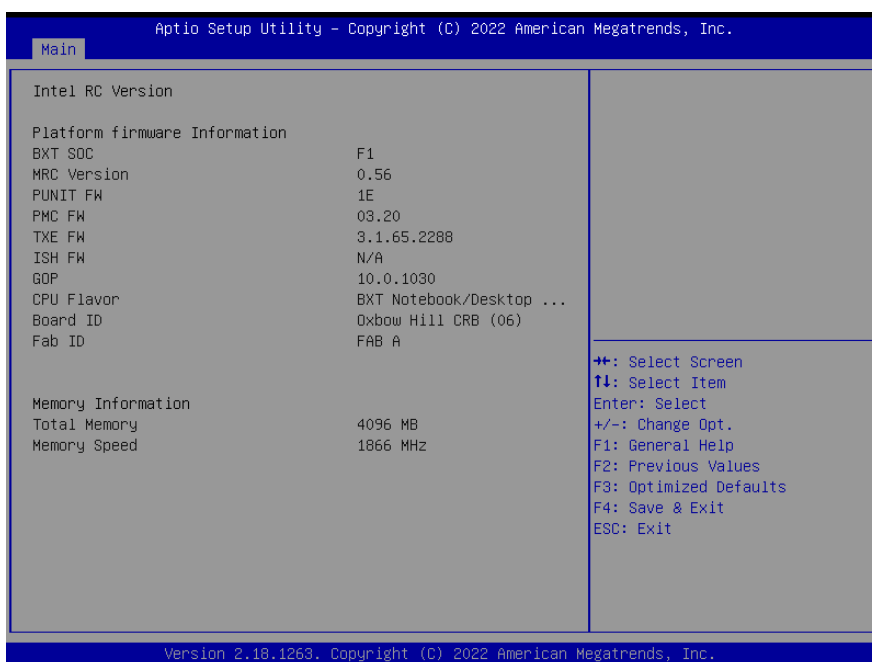 Aptio Setup Utility – Copyright (C) 2022 American Megatrends, Inc.
Main
Intel RC Version
Platform firmware Information
BXT SOC F1
MRC Version 0.56
PUNIT FW 1E
PMC FW 03.20
TXE FW 3.1.65.2288
ISH FW N/A
GOP 10.0.1030
CPU Flavor BXT Notebook/Desktop ...
Board ID Oxbow Hill CRB (06)
Fab ID FAB A
Memory Information
Total Memory 4096 MB
Memory Speed 1866 MHz
→←: Select Screen
↑↓: Select Item
Enter: Select
+/-: Change Opt.
F1: General Help
F2: Previous Values
F3: Optimized Defaults
F4: Save & Exit
ESC: Exit
Version 2.18.1263. Copyright (C) 2022 American Megatrends, Inc.